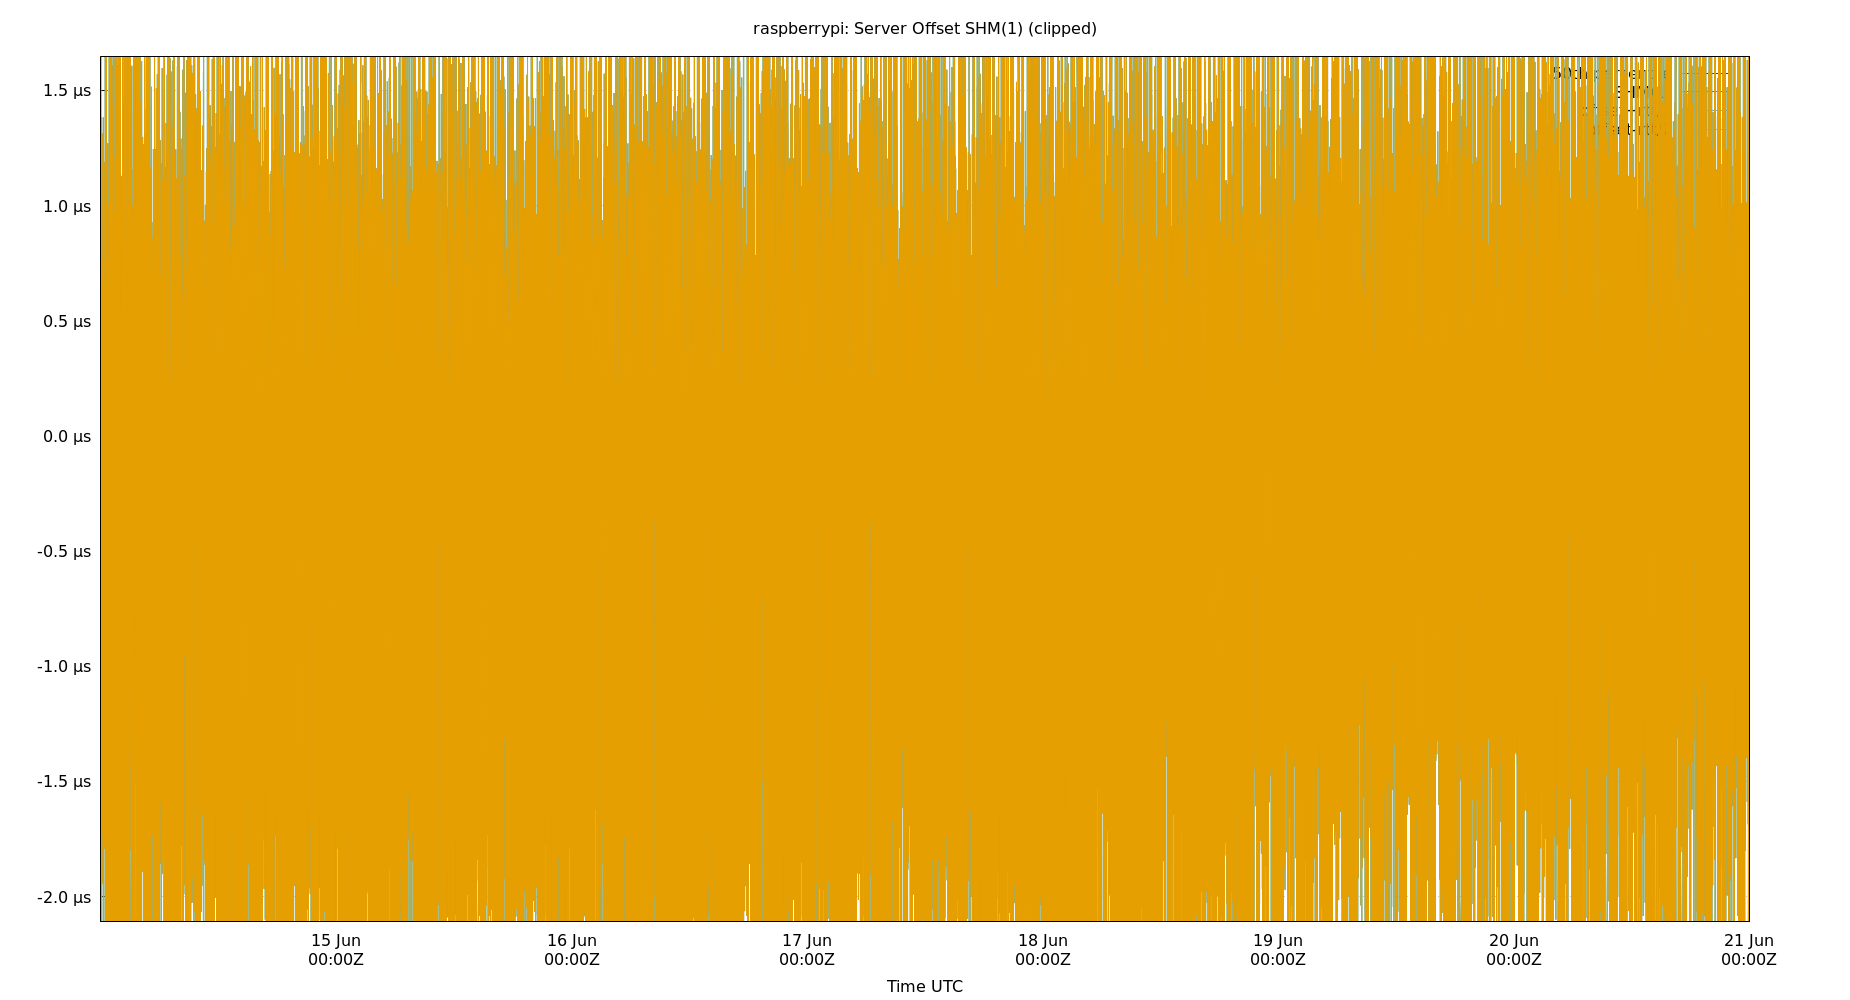 raspberrypi: Server Offset SHM(1) (clipped)
1.5 µs
1.0 µs
0.5 µs
0.0 µs
-0.5 µs
-1.0 µs
-1.5 µs
-2.0 µs
15 Jun 16 Jun 17 Jun 18 Jun 19 Jun 20 Jun 21 Jun
00:00Z 00:00Z 00:00Z 00:00Z 00:00Z 00:00Z 00:00Z
Time UTC